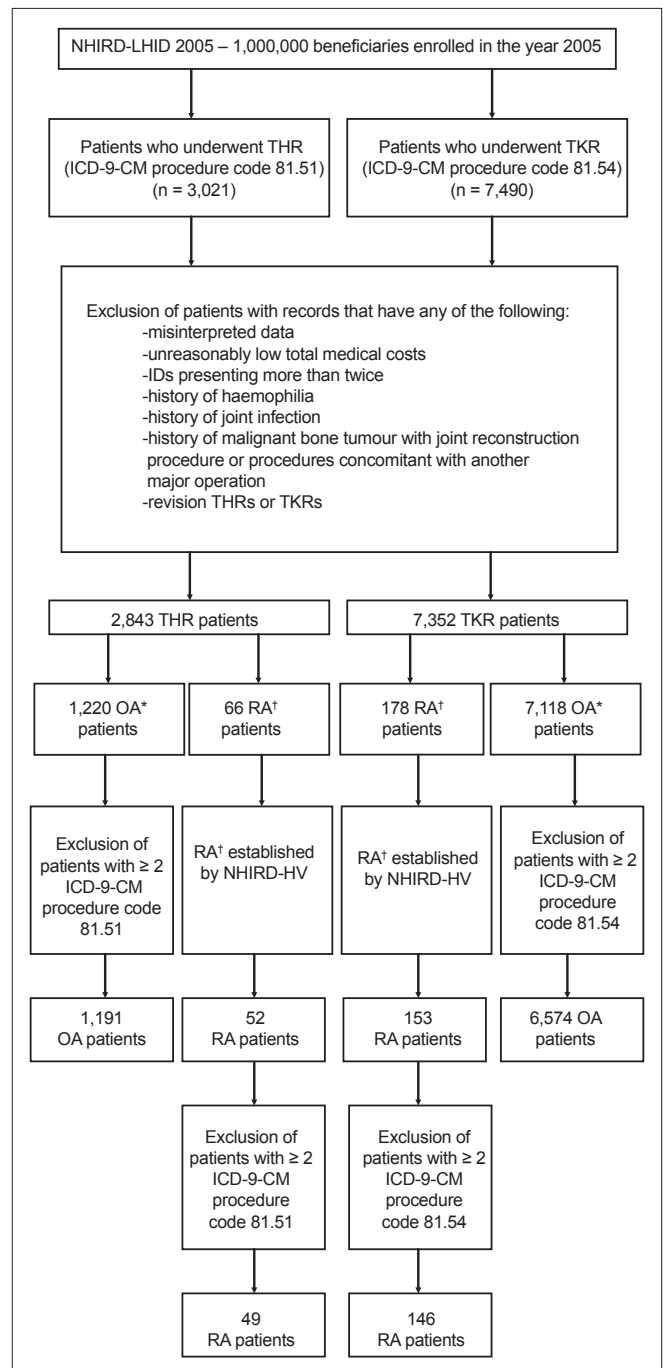 NHIRD-LHID 2005 – 1,000,000 beneficiaries enrolled in the year 2005
Patients who underwent THR
(ICD-9-CM procedure code 81.51)
(n = 3,021)
Patients who underwent TKR
(ICD-9-CM procedure code 81.54)
(n = 7,490)
Exclusion of patients with records that have any of the following:
-misinterpreted data
-unreasonably low total medical costs
-IDs presenting more than twice
-history of haemophilia
-history of joint infection
-history of malignant bone tumour with joint reconstruction
procedure or procedures concomitant with another
major operation
-revision THRs or TKRs
2,843 THR patients
7,352 TKR patients
1,220 OA*
patients
66 RA†
patients
178 RA†
patients
7,118 OA*
patients
Exclusion of
patients with ≥ 2
ICD-9-CM
procedure code
81.51
RA† established
by NHIRD-HV
RA† established
by NHIRD-HV
Exclusion of
patients with ≥ 2
ICD-9-CM
procedure
code 81.54
1,191
OA patients
52
RA patients
153
RA patients
6,574 OA
patients
Exclusion of
patients with ≥ 2
ICD-9-CM
procedure
code 81.51
Exclusion of
patients with ≥ 2
ICD-9-CM
procedure
code 81.54
49
RA patients
146
RA patients